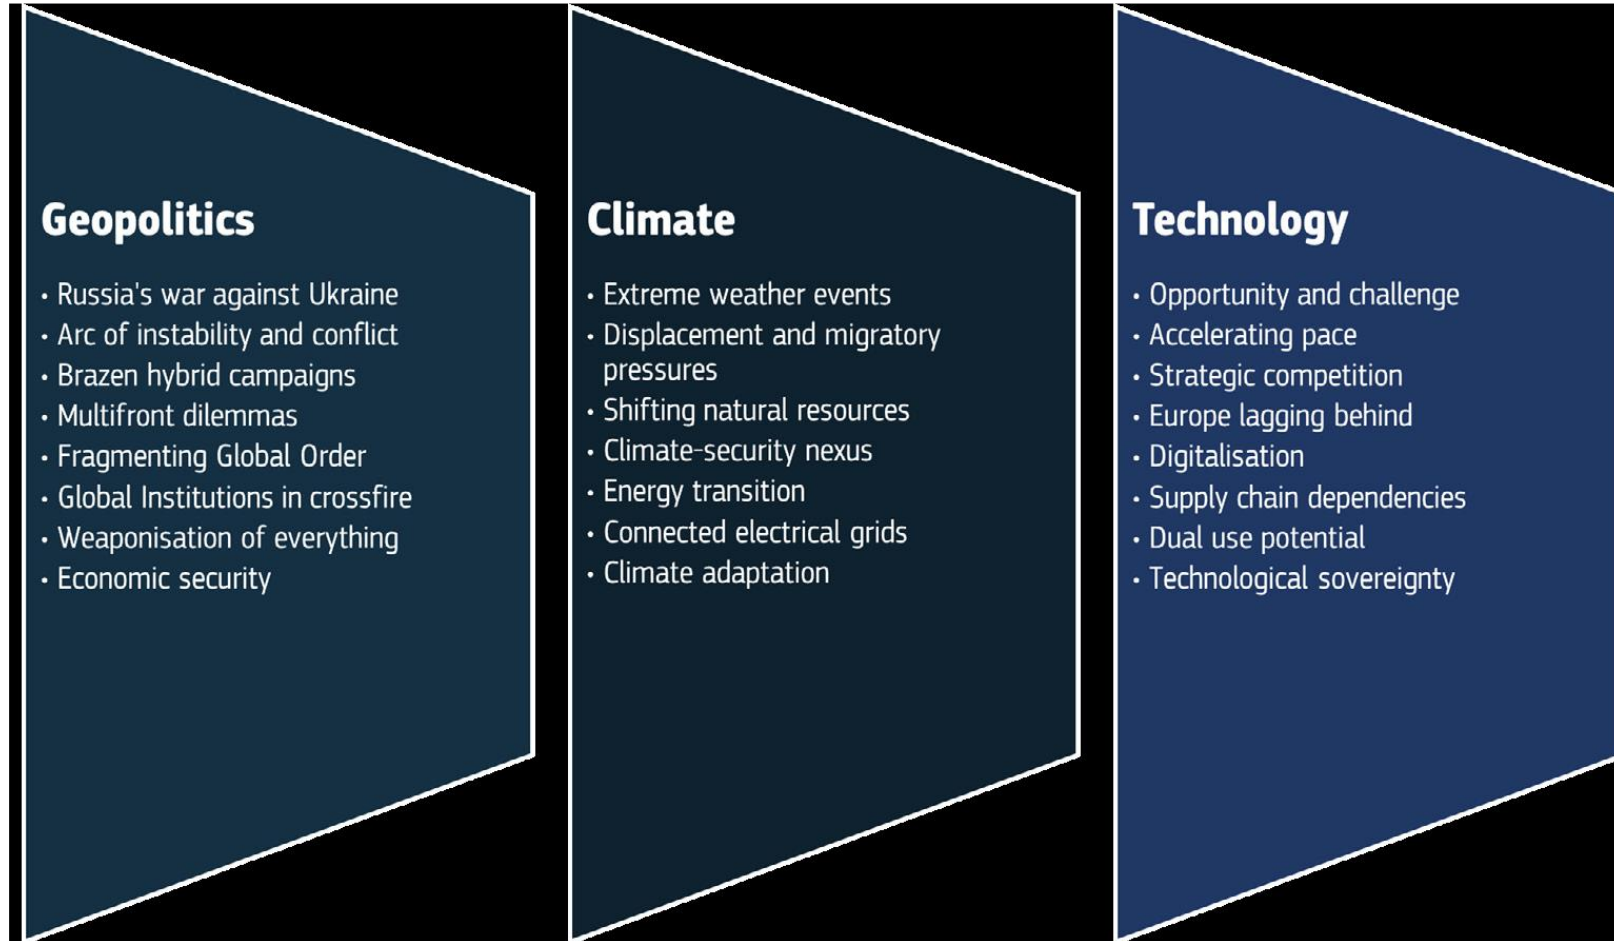 Geopolitics
• Russia's war against Ukraine
• Arc of instability and conflict
• Brazen hybrid campaigns
• Multifront dilemmas
• Fragmenting Global Order
• Global Institutions in crossfire
• Weaponisation of everything
• Economic security
Climate
• Extreme weather events
• Displacement and migratory
pressures
• Shifting natural resources
• Climate-security nexus
• Energy transition
• Connected electrical grids
• Climate adaptation
Technology
• Opportunity and challenge
• Accelerating pace
• Strategic competition
• Europe lagging behind
• Digitalisation
• Supply chain dependencies
• Dual use potential
• Technological sovereignty